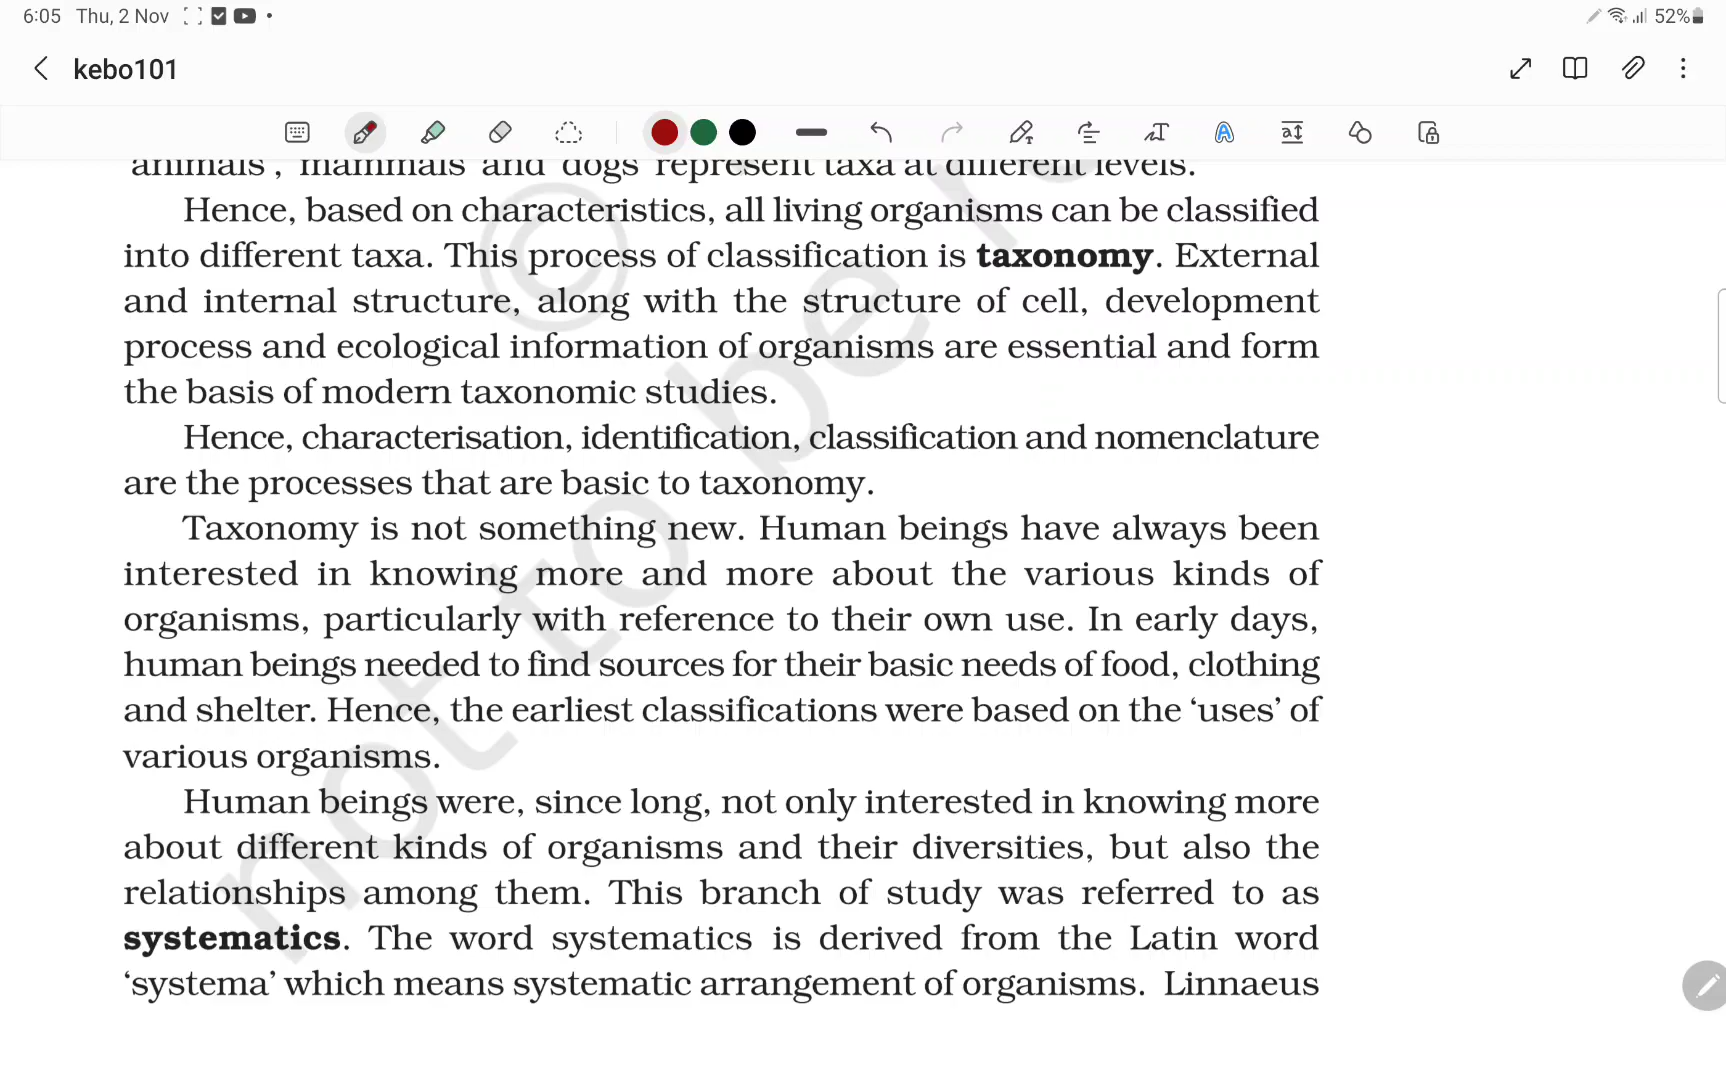 6:05 Thu, 2 Nov
52%
kebo101
animals', 'mammals' and 'dogs' represent taxa at different levels.
Hence, based on characteristics, all living organisms can be classified
into different taxa. This process of classification is taxonomy. External
and internal structure, along with the structure of cell, development
process and ecological information of organisms are essential and form
the basis of modern taxonomic studies.
Hence, characterisation, identification, classification and nomenclature
are the processes that are basic to taxonomy.
Taxonomy is not something new. Human beings have always been
interested in knowing more and more about the various kinds of
organisms, particularly with reference to their own use. In early days,
human beings needed to find sources for their basic needs of food, clothing
and shelter. Hence, the earliest classifications were based on the ‘uses’ of
various organisms.
Human beings were, since long, not only interested in knowing more
about different kinds of organisms and their diversities, but also the
relationships among them. This branch of study was referred to as
systematics. The word systematics is derived from the Latin word
‘systema’ which means systematic arrangement of organisms. Linnaeus
©
not to be